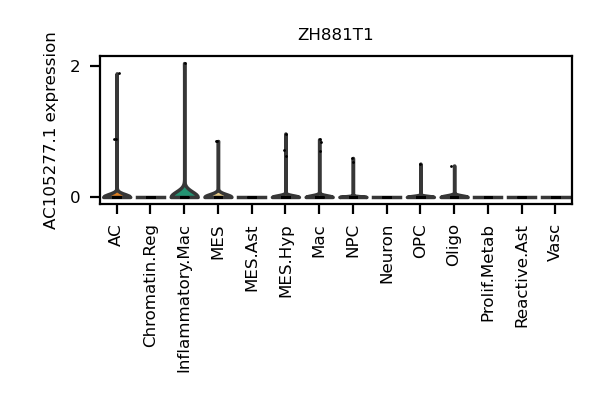 ZH881T1
AC105277.1 expression
2
0
AC
Chromatin.Reg
Inflammatory.Mac
MES
MES.Ast
MES.Hyp
Mac
NPC
Neuron
OPC
Oligo
Prolif.Metab
Reactive.Ast
Vasc